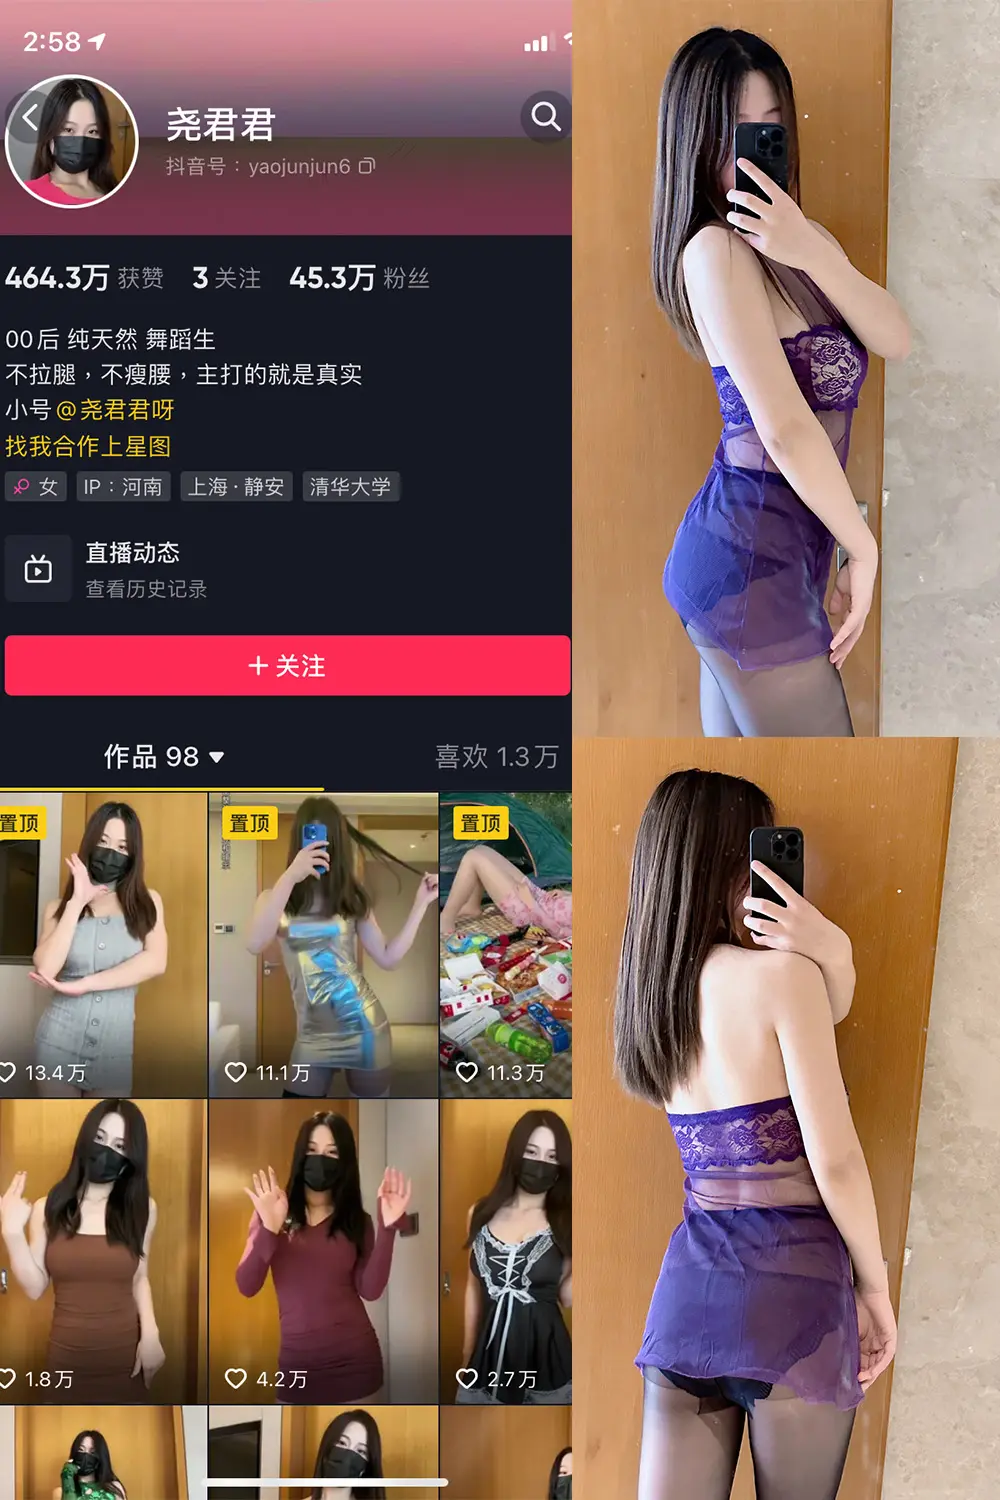 2:58
尧君君
抖音号：yaojunjun6
464.3万 获赞 3 关注 45.3万 粉丝
00后 纯天然 舞蹈生
不拉腿，不瘦腰，主打的就是真实
小号@尧君君呀
找我合作上星图
女 IP：河南 上海·静安 清华大学
直播动态
查看历史记录
+ 关注
作品 98 喜欢 1.3万
置顶 置顶 置顶
13.4万 11.1万 11.3万
1.8万 4.2万 2.7万